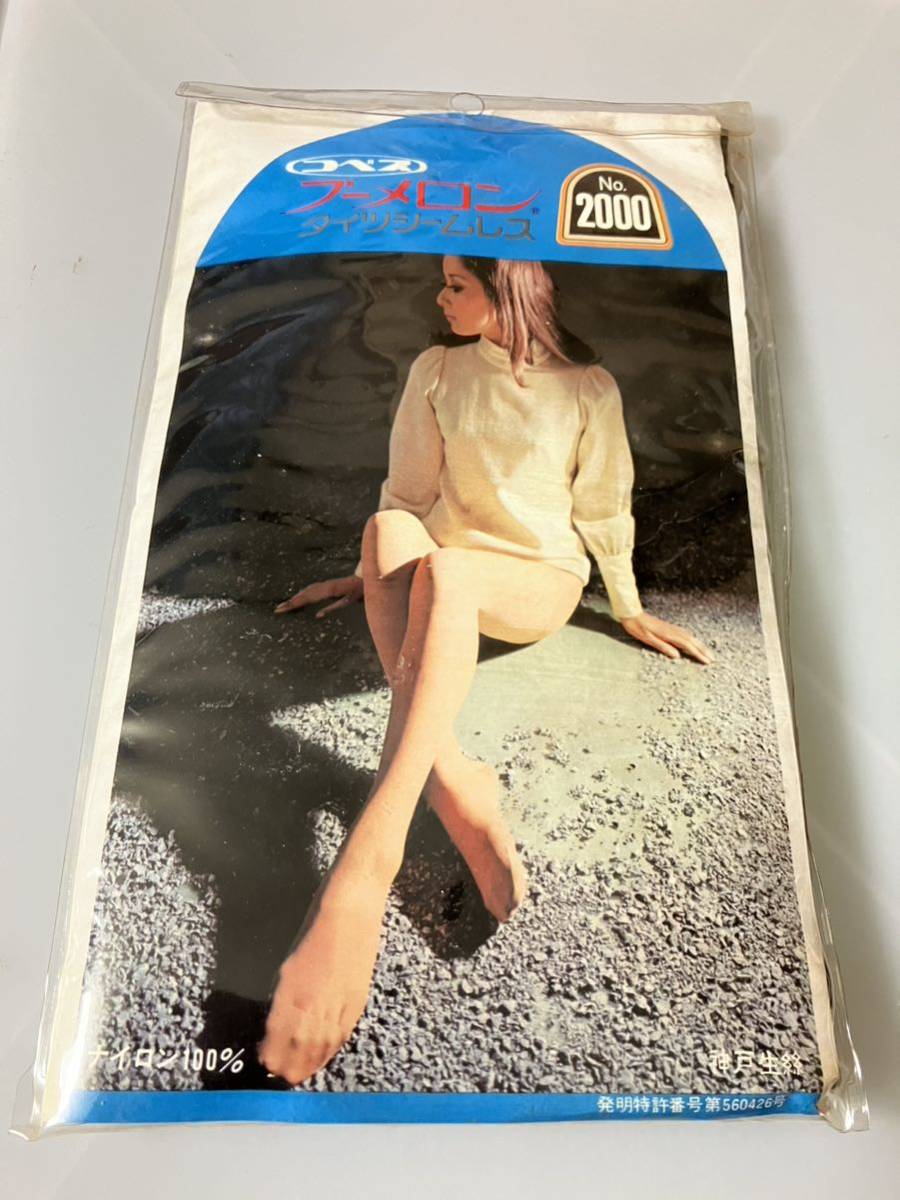 コベス
ブーメロン®
タイツシームレス
No.
2000
ナイロン100%
神戸生絲
発明特許番号第560426号